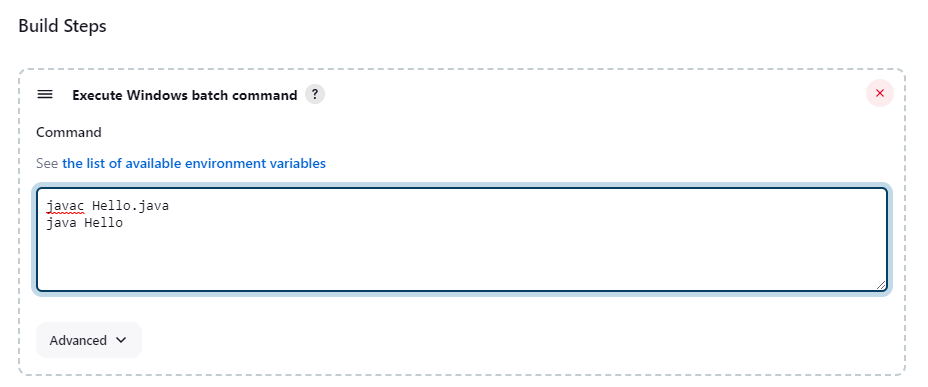 Build Steps
Execute Windows batch command ?
Command
See the list of available environment variables
javac Hello.java
java Hello
Advanced